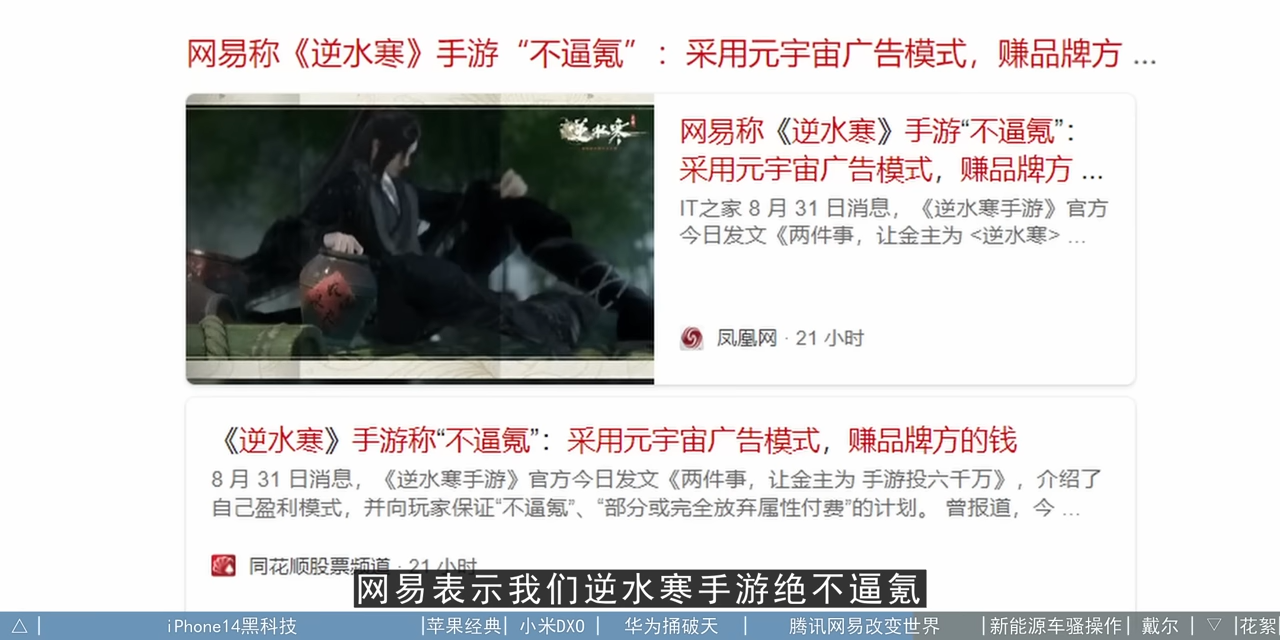 网易称《逆水寒》手游“不逼氪”：采用元宇宙广告模式，赚品牌方 ...
逆水寒
网易称《逆水寒》手游“不逼氪”：
采用元宇宙广告模式，赚品牌方 ...
IT之家 8 月 31 日消息，《逆水寒手游》官方
今日发文《两件事，让金主为 <逆水寒> ...
凤凰网 · 21 小时
《逆水寒》手游称“不逼氪”：采用元宇宙广告模式，赚品牌方的钱
8 月 31 日消息，《逆水寒手游》官方今日发文《两件事，让金主为 手游投六千万》，介绍了
自己盈利模式，并向玩家保证“不逼氪”、“部分或完全放弃属性付费”的计划。 曾报道，今 ...
同花顺股票频道 · 21 小时
网易表示我们逆水寒手游绝不逼氪
△ | iPhone14黑科技 |苹果经典| 小米DXO | 华为捅破天 | 腾讯网易改变世界 |新能源车骚操作| 戴尔 | ▽ |花絮